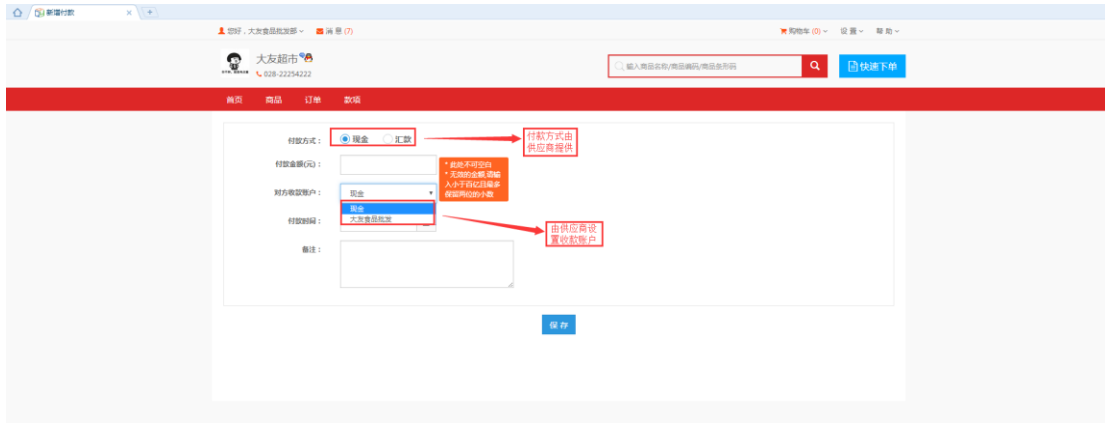 新增付款
您好，大发食品批发部
消息 (7)
购物车 (0)
设置
帮助
大友超市
028-22254222
输入商品名称/商品编码/商品条形码
快速下单
首页 商品 订单 款项
付款方式：
现金 汇款
付款方式由
供应商提供
付款金额(元)：
* 此处不可空白
* 无效的金额,请输
入小于百亿且最多
保留两位的小数
对方收款账户：
现金
现金
大发食品批发
付款时间：
由供应商设
置收款账户
备注：
保存